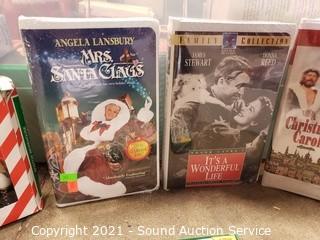 ANGELA LANSBURY
MRS.
SANTA CLAUS
FAMILY COLLECTION
JAMES STEWART
DONNA REED
IT'S A
WONDERFUL
LIFE
Christmas
Carol
Copyright 2021 - Sound Auction Service